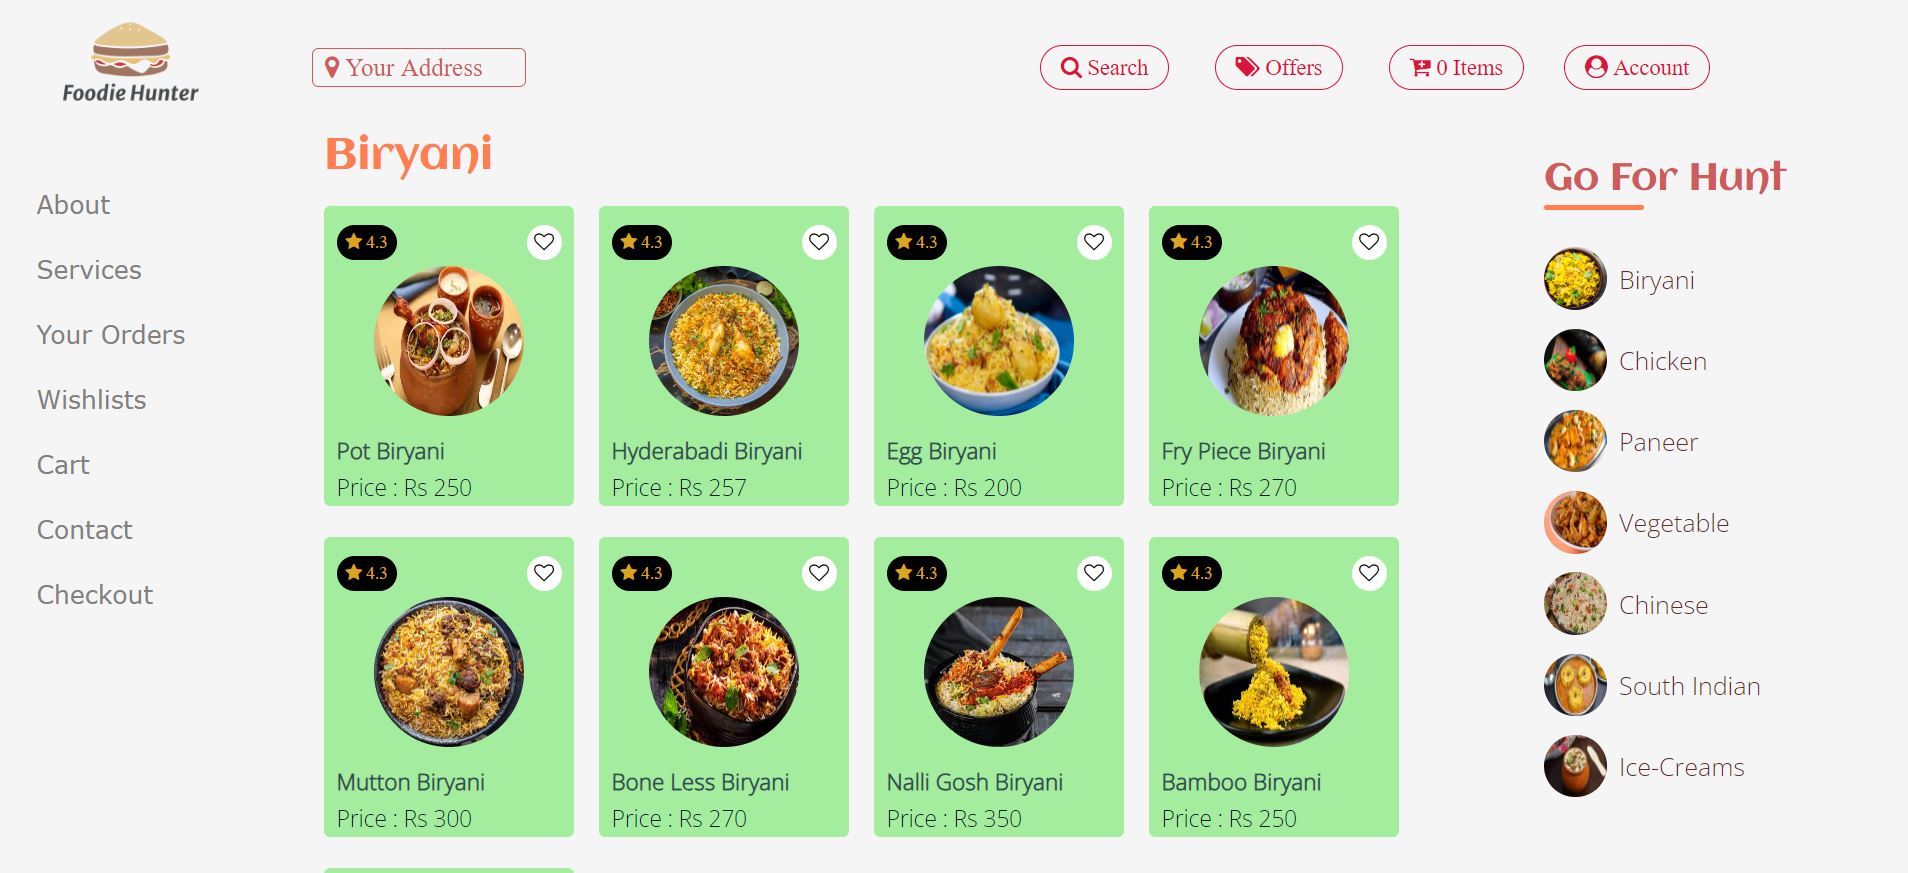 Foodie Hunter
Your Address
Search
Offers
0 Items
Account
About
Services
Your Orders
Wishlists
Cart
Contact
Checkout
Biryani
4.3
Pot Biryani
Price : Rs 250
4.3
Hyderabadi Biryani
Price : Rs 257
4.3
Egg Biryani
Price : Rs 200
4.3
Fry Piece Biryani
Price : Rs 270
4.3
Mutton Biryani
Price : Rs 300
4.3
Bone Less Biryani
Price : Rs 270
4.3
Nalli Gosh Biryani
Price : Rs 350
4.3
Bamboo Biryani
Price : Rs 250
Go For Hunt
Biryani
Chicken
Paneer
Vegetable
Chinese
South Indian
Ice-Creams